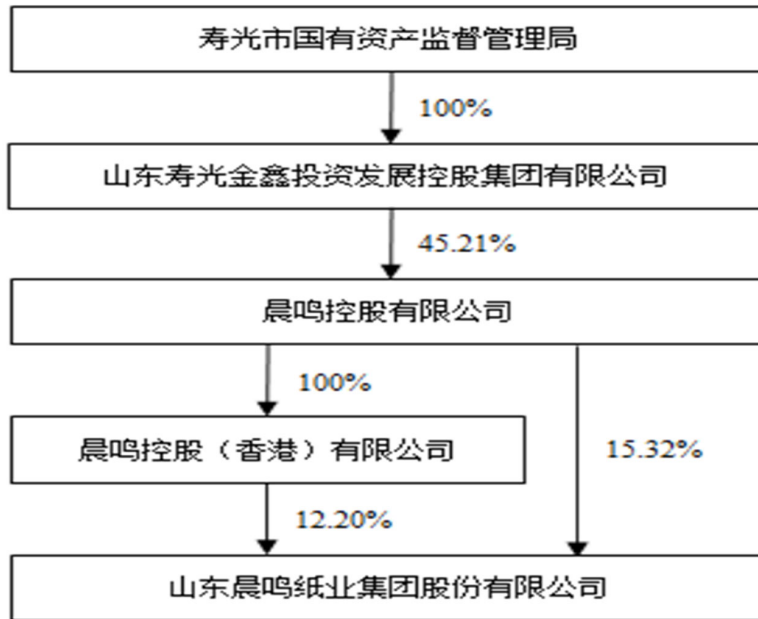 寿光市国有资产监督管理局
100%
山东寿光金鑫投资发展控股集团有限公司
45.21%
晨鸣控股有限公司
100%
晨鸣控股（香港）有限公司
15.32%
12.20%
山东晨鸣纸业集团股份有限公司